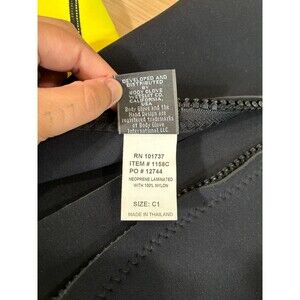 DEVELOPED AND
DISTRIBUTED
BY
BODY GLOVE
WETSUIT CO.
CALIFORNIA,
USA
Body Glove and the
Hand Design are
registered trademarks
of Body Glove
International LLC.
RN 101737
ITEM # 1158C
PO # 12744
NEOPRENE LAMINATED
WITH 100% NYLON
SIZE: C1
MADE IN THAILAND